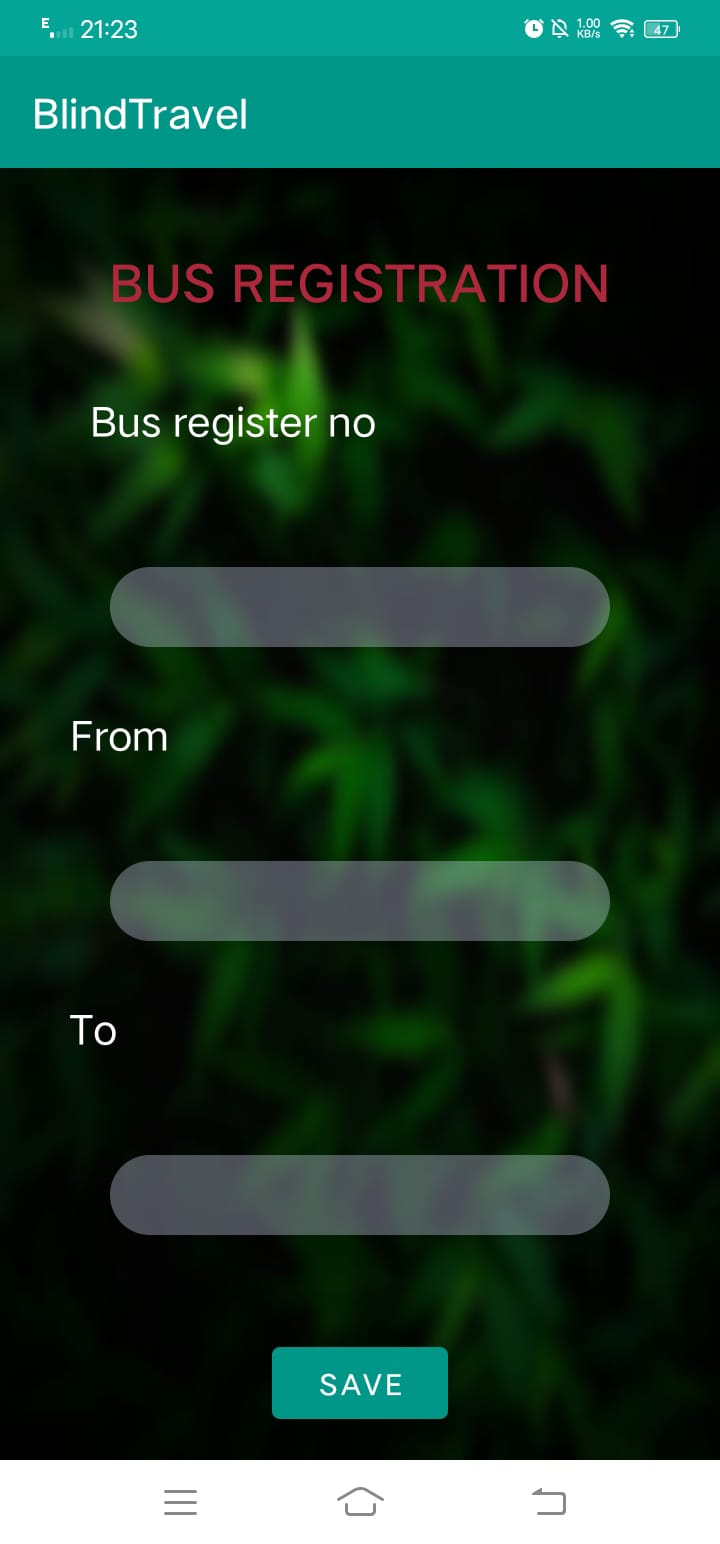 E 21:23 1.00 KB/s 47
BlindTravel
BUS REGISTRATION
Bus register no
From
To
SAVE